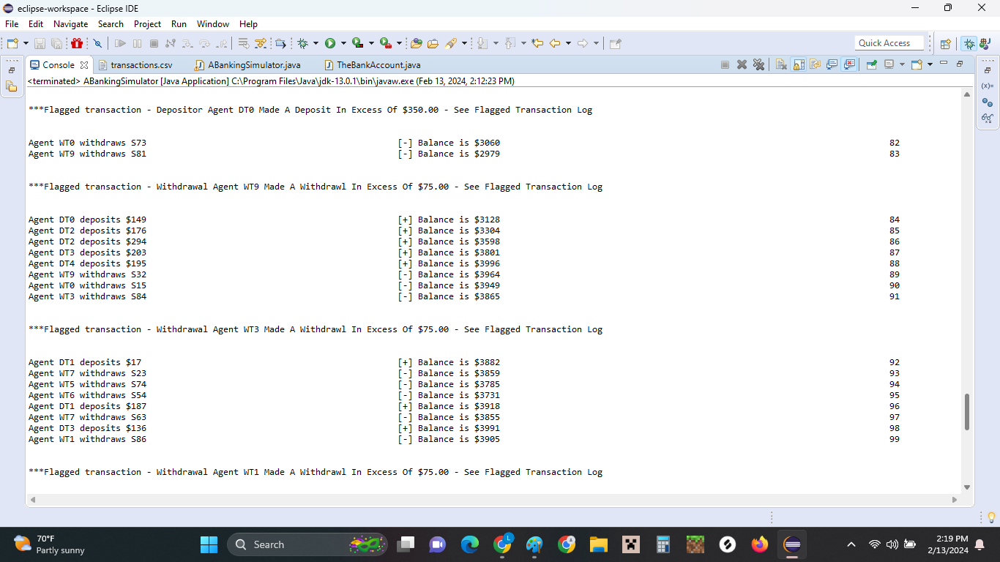 eclipse-workspace - Eclipse IDE
File Edit Navigate Search Project Run Window Help
Quick Access
Console transactions.csv ABankingSimulator.java TheBankAccount.java
<terminated> ABankingSimulator [Java Application] C:\Program Files\Java\jdk-13.0.1\bin\javaw.exe (Feb 13, 2024, 2:12:23 PM)
(x)=
***Flagged transaction - Depositor Agent DT0 Made A Deposit In Excess Of $350.00 - See Flagged Transaction Log
Agent WT0 withdraws S73 [-] Balance is $3060 82
Agent WT9 withdraws S81 [-] Balance is $2979 83
***Flagged transaction - Withdrawal Agent WT9 Made A Withdrawl In Excess Of $75.00 - See Flagged Transaction Log
Agent DT0 deposits $149 [+] Balance is $3128 84
Agent DT2 deposits $176 [+] Balance is $3304 85
Agent DT2 deposits $294 [+] Balance is $3598 86
Agent DT3 deposits $203 [+] Balance is $3801 87
Agent DT4 deposits $195 [+] Balance is $3996 88
Agent WT9 withdraws S32 [-] Balance is $3964 89
Agent WT0 withdraws S15 [-] Balance is $3949 90
Agent WT3 withdraws S84 [-] Balance is $3865 91
***Flagged transaction - Withdrawal Agent WT3 Made A Withdrawl In Excess Of $75.00 - See Flagged Transaction Log
Agent DT1 deposits $17 [+] Balance is $3882 92
Agent WT7 withdraws S23 [-] Balance is $3859 93
Agent WT5 withdraws S74 [-] Balance is $3785 94
Agent WT6 withdraws S54 [-] Balance is $3731 95
Agent DT1 deposits $187 [+] Balance is $3918 96
Agent WT7 withdraws S63 [-] Balance is $3855 97
Agent DT3 deposits $136 [+] Balance is $3991 98
Agent WT1 withdraws S86 [-] Balance is $3905 99
***Flagged transaction - Withdrawal Agent WT1 Made A Withdrawl In Excess Of $75.00 - See Flagged Transaction Log
70°F
Partly sunny
Search
L
2:19 PM
2/13/2024